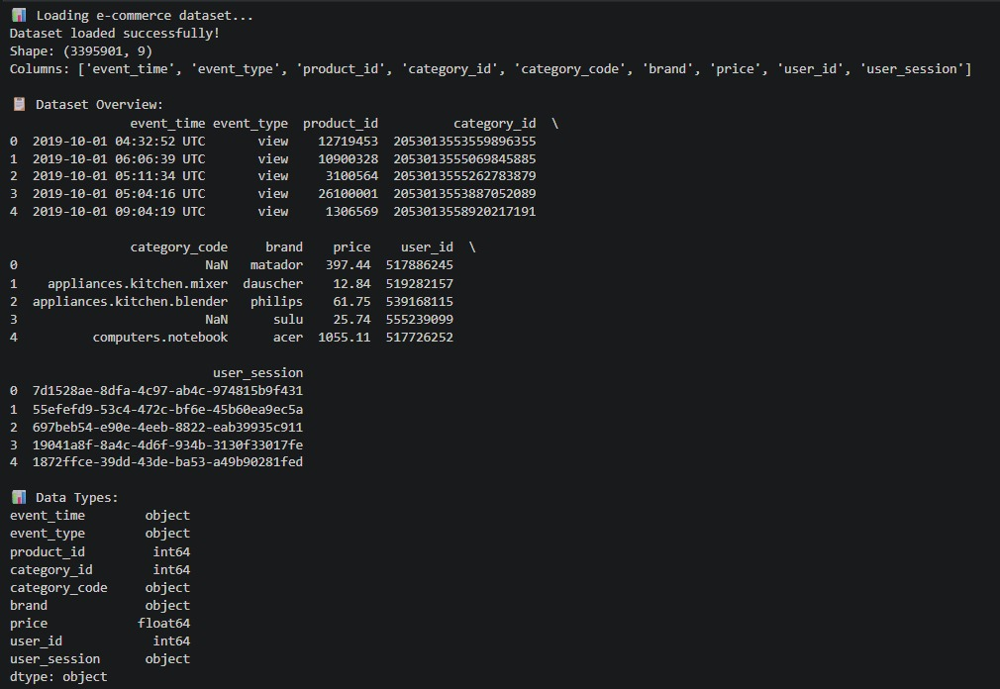 📊 Loading e-commerce dataset...
Dataset loaded successfully!
Shape: (3395901, 9)
Columns: ['event_time', 'event_type', 'product_id', 'category_id', 'category_code', 'brand', 'price', 'user_id', 'user_session']

📋 Dataset Overview:
                event_time event_type  product_id          category_id  \
0  2019-10-01 04:32:52 UTC       view    12719453  2053013553559896355
1  2019-10-01 06:06:39 UTC       view    10900328  2053013555069845885
2  2019-10-01 05:11:34 UTC       view     3100564  2053013555262783879
3  2019-10-01 05:04:16 UTC       view    26100001  2053013553887052089
4  2019-10-01 09:04:19 UTC       view     1306569  2053013558920217191

                category_code     brand    price    user_id  \
0                         NaN   matador   397.44  517886245
1    appliances.kitchen.mixer  dauscher    12.84  519282157
2  appliances.kitchen.blender   philips    61.75  539168115
3                         NaN      sulu    25.74  555239099
4          computers.notebook      acer  1055.11  517726252

                           user_session
0  7d1528ae-8dfa-4c97-ab4c-974815b9f431
1  55efefd9-53c4-472c-bf6e-45b60ea9ec5a
2  697beb54-e90e-4eeb-8822-eab39935c911
3  19041a8f-8a4c-4d6f-934b-3130f33017fe
4  1872ffce-39dd-43de-ba53-a49b90281fed

📊 Data Types:
event_time        object
event_type        object
product_id         int64
category_id        int64
category_code     object
brand             object
price            float64
user_id            int64
user_session      object
dtype: object